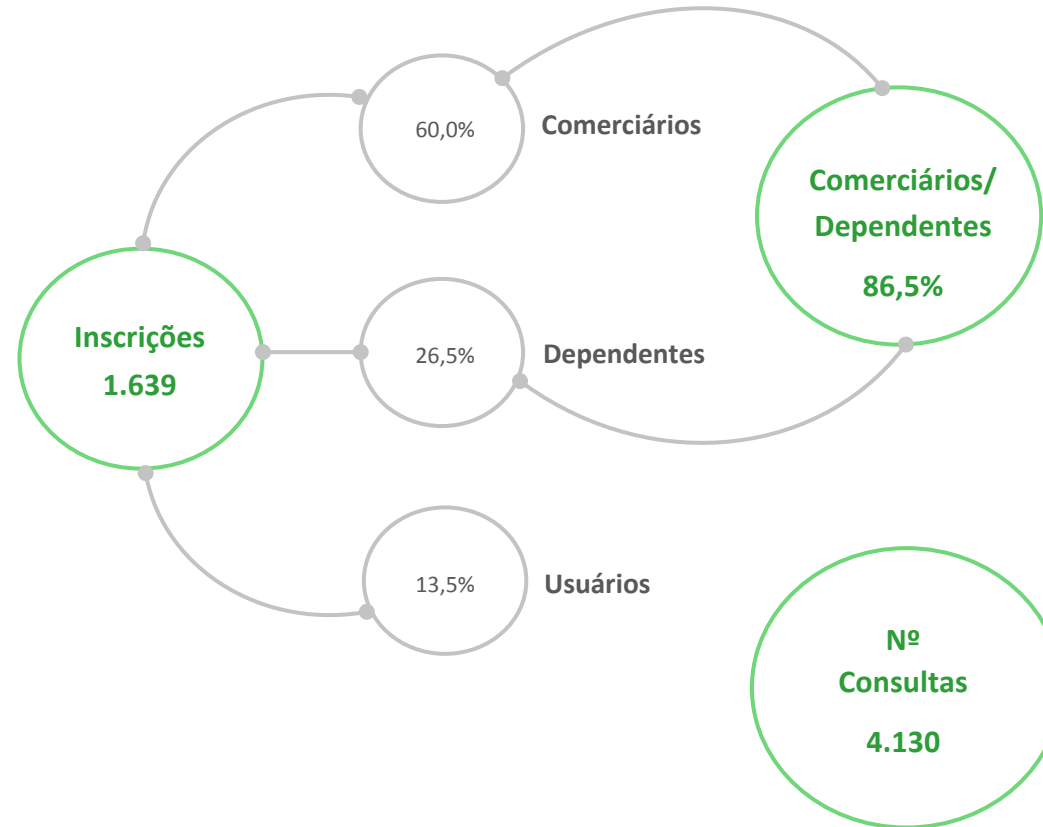 60,0%
Comerciários
Comerciários/
Dependentes
86,5%
Inscrições
1.639
26,5%
Dependentes
13,5%
Usuários
Nº
Consultas
4.130